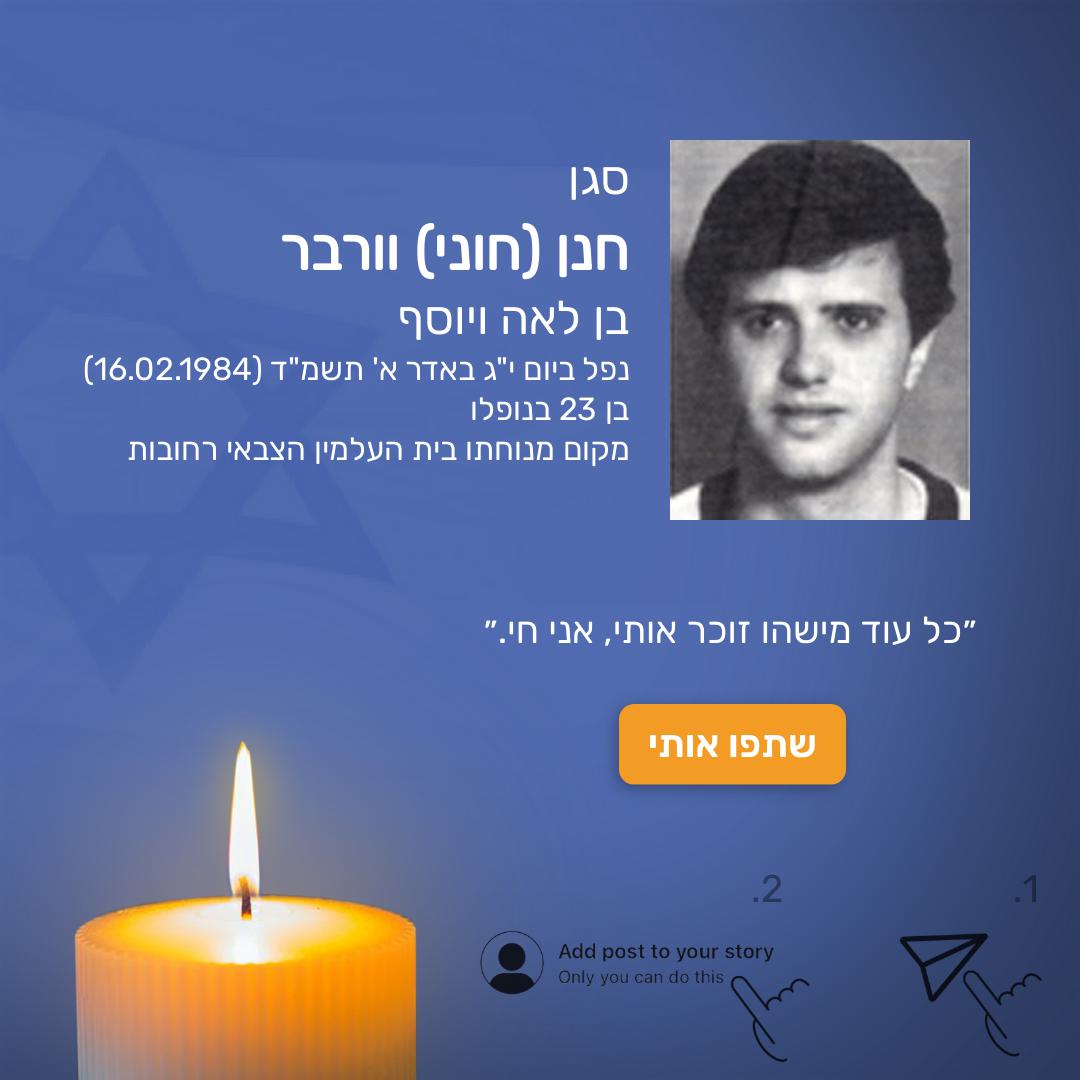 סגן
חנן (חוני) וורבר
בן לאה ויוסף
נפל ביום י"ג באדר א' תשמ"ד (16.02.1984)
בן 23 בנופלו
מקום מנוחתו בית העלמין הצבאי רחובות
״כל עוד מישהו זוכר אותי, אני חי.״
שתפו אותי
1.
2.
Add post to your story
Only you can do this